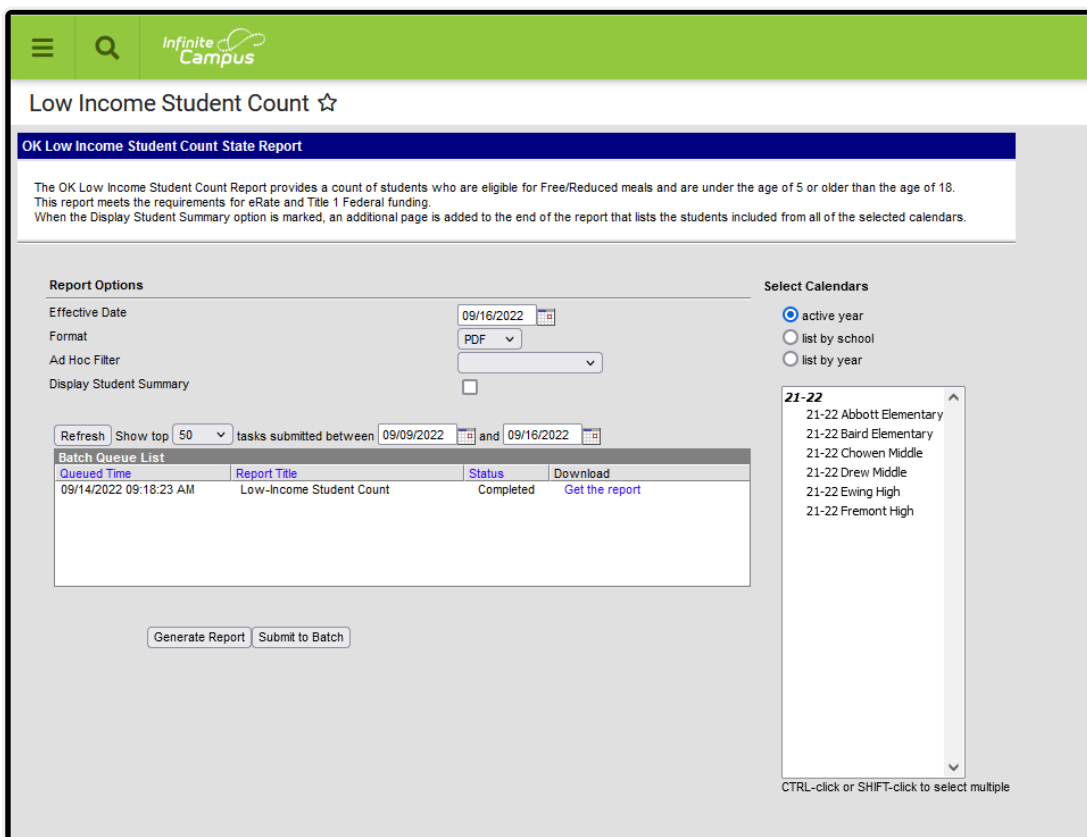 Infinite
Campus
Low Income Student Count
OK Low Income Student Count State Report
The OK Low Income Student Count Report provides a count of students who are eligible for Free/Reduced meals and are under the age of 5 or older than the age of 18.
This report meets the requirements for eRate and Title 1 Federal funding.
When the Display Student Summary option is marked, an additional page is added to the end of the report that lists the students included from all of the selected calendars.
Report Options
Effective Date 09/16/2022
Format PDF
Ad Hoc Filter
Display Student Summary
Refresh Show top 50 tasks submitted between 09/09/2022 and 09/16/2022
Batch Queue List
Queued Time Report Title Status Download
09/14/2022 09:18:23 AM Low-Income Student Count Completed Get the report
Generate Report Submit to Batch
Select Calendars
active year
list by school
list by year
21-22
21-22 Abbott Elementary
21-22 Baird Elementary
21-22 Chowen Middle
21-22 Drew Middle
21-22 Ewing High
21-22 Fremont High
CTRL-click or SHIFT-click to select multiple